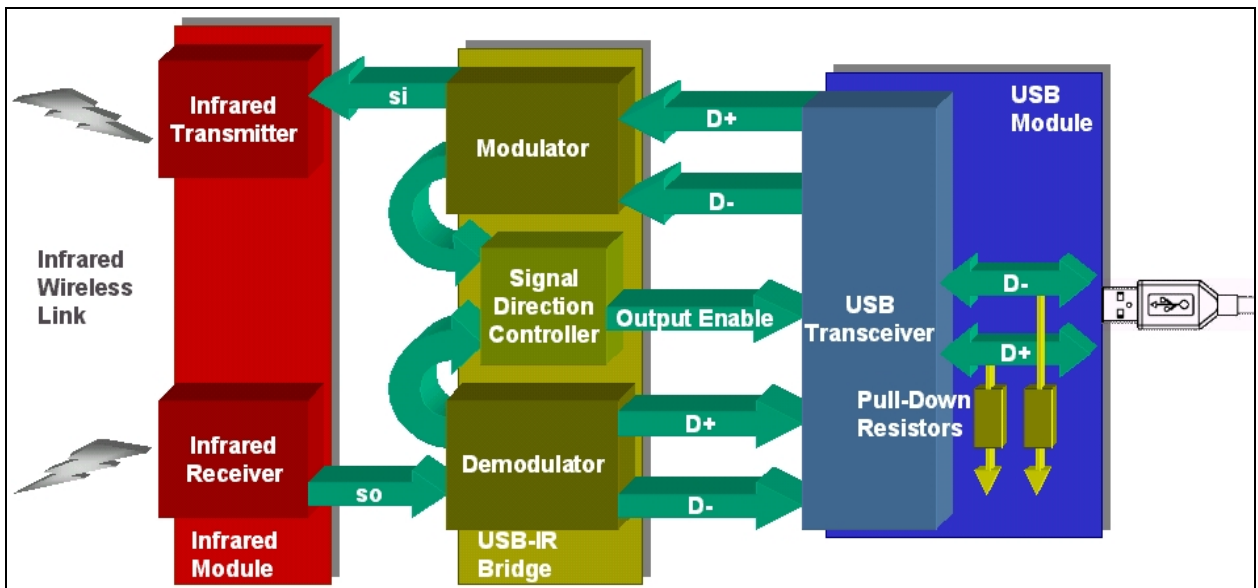 Infrared
Transmitter
si
Modulator
D+
D-
USB
Module
Infrared
Wireless
Link
Signal
Direction
Controller
Output Enable
USB
Transceiver
D-
D+
Pull-Down
Resistors
Infrared
Receiver
so
Demodulator
D+
D-
Infrared
Module
USB-IR
Bridge